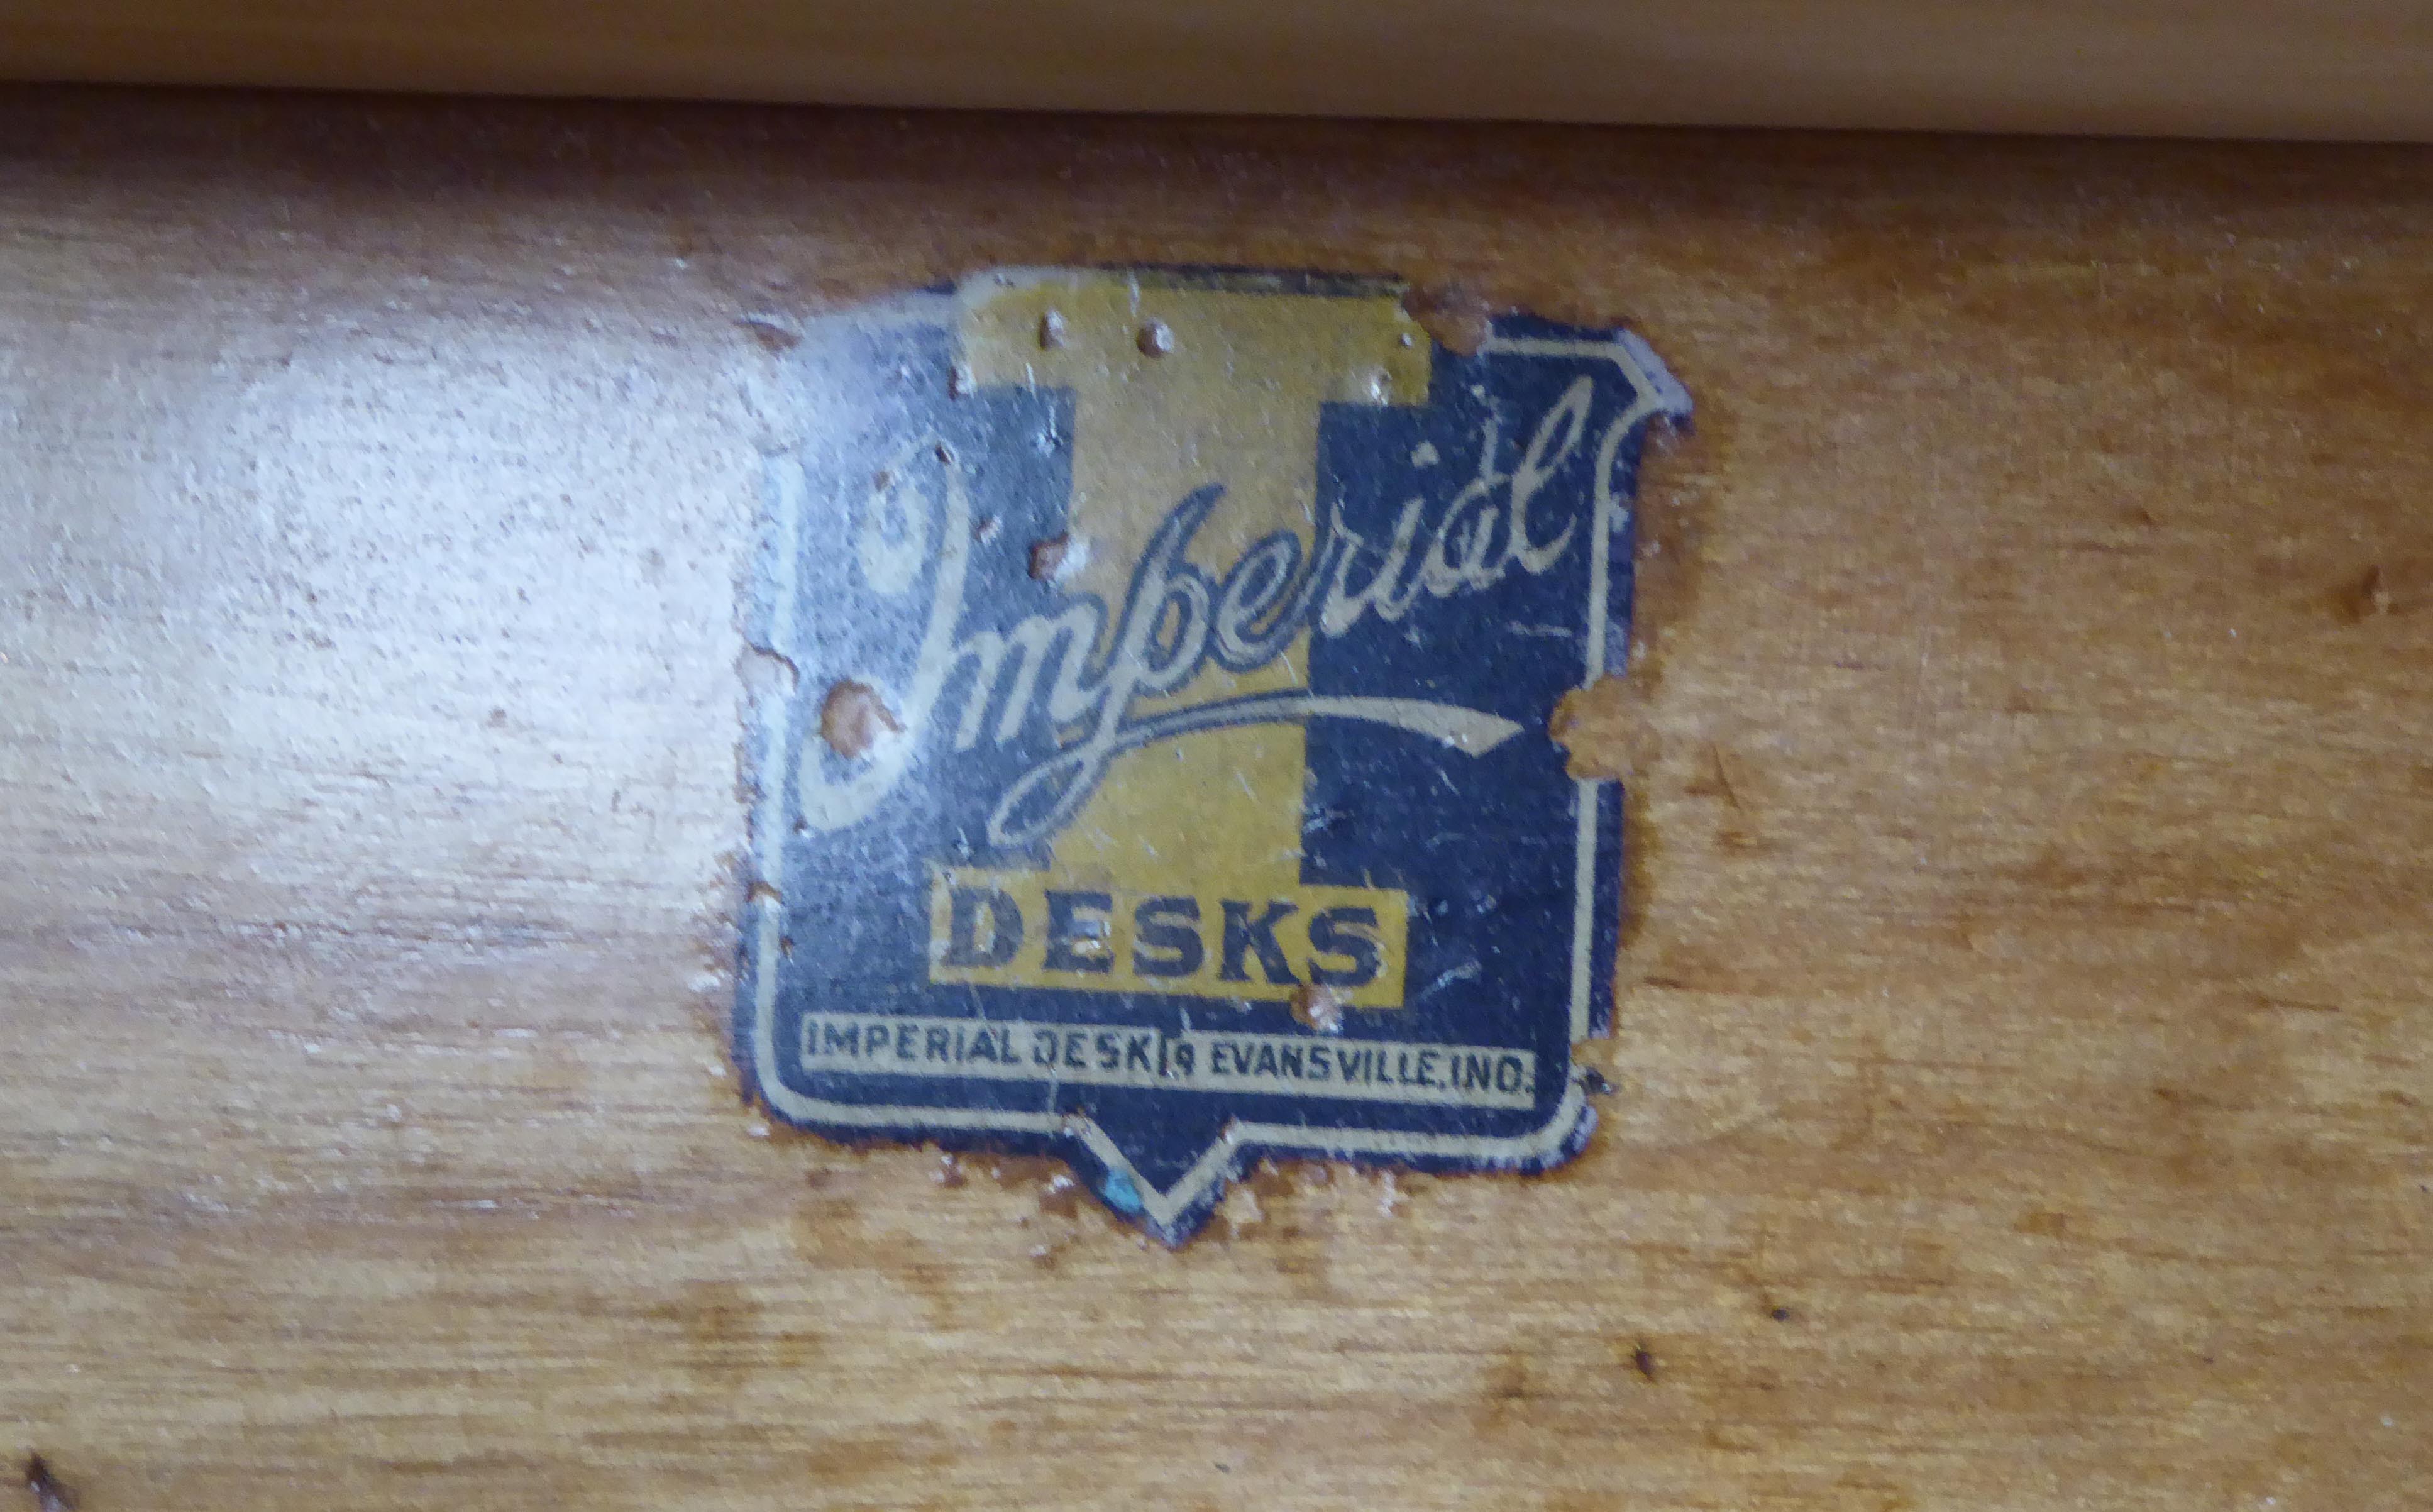 Imperial
DESKS
IMPERIAL DESK EVANSVILLE, IND.